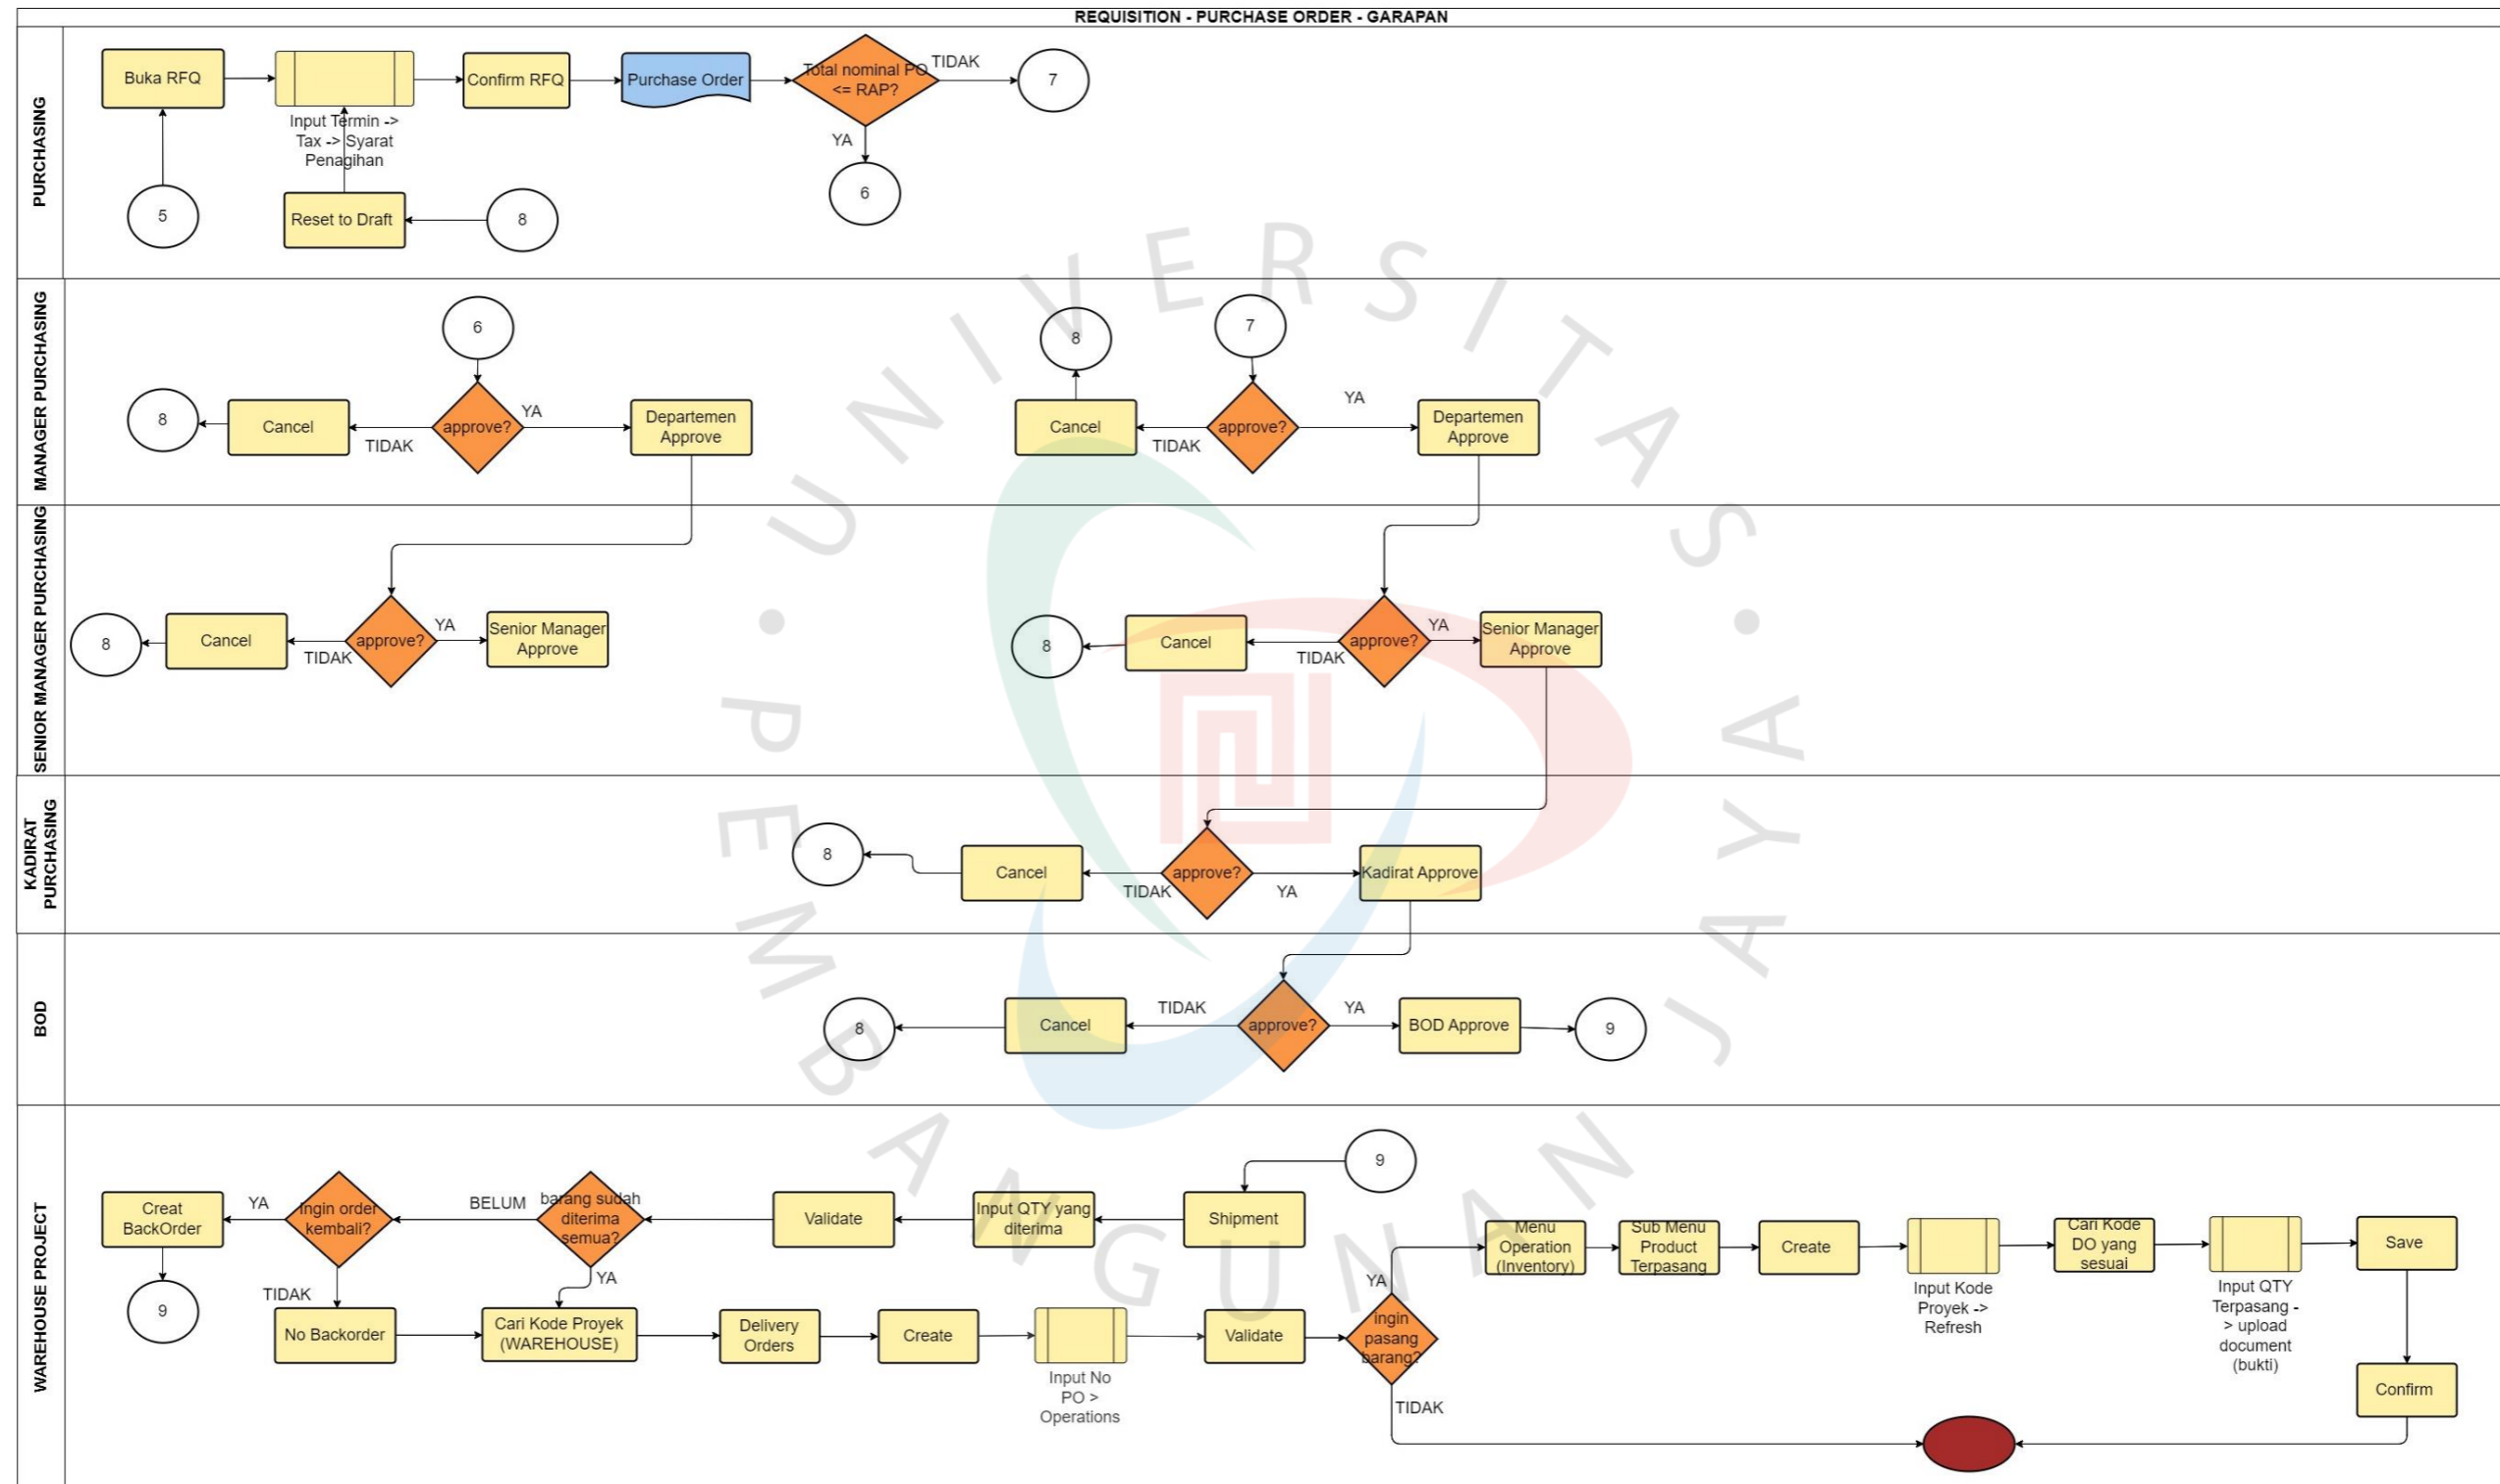 REQUISITION - PURCHASE ORDER - GARAPAN
PURCHASING
Buka RFQ
Input Termin ->
Tax -> Syarat
Penagihan
Confirm RFQ
Purchase Order
Total nominal PO
<= RAP?
TIDAK
7
YA
6
5
Reset to Draft
8
MANAGER PURCHASING
6
8
Cancel
TIDAK
approve?
YA
Departemen
Approve
8
7
Cancel
TIDAK
approve?
YA
Departemen
Approve
SENIOR MANAGER PURCHASING
8
Cancel
TIDAK
approve?
YA
Senior Manager
Approve
8
Cancel
TIDAK
approve?
YA
Senior Manager
Approve
KADIRAT
PURCHASING
8
Cancel
TIDAK
approve?
YA
Kadirat Approve
BOD
8
Cancel
TIDAK
approve?
YA
BOD Approve
9
WAREHOUSE PROJECT
9
Shipment
Input QTY yang
diterima
Validate
barang sudah
diterima
semua?
BELUM
Ingin order
kembali?
YA
Creat
BackOrder
9
TIDAK
No Backorder
YA
Cari Kode Proyek
(WAREHOUSE)
Delivery
Orders
Create
Input No
PO >
Operations
Validate
ingin
pasang
barang?
YA
TIDAK
Menu
Operation
(Inventory)
Sub Menu
Product
Terpasang
Create
Input Kode
Proyek ->
Refresh
Cari Kode
DO yang
sesuai
Input QTY
Terpasang -
> upload
document
(bukti)
Save
Confirm
UNIVERSITAS PEMBANGUNAN JAYA